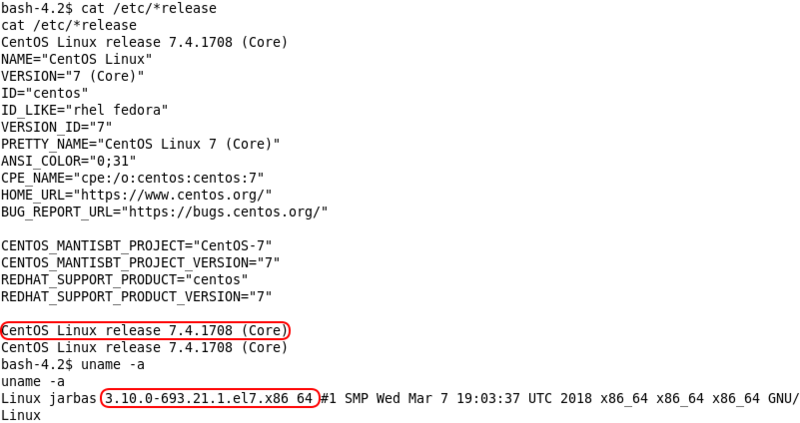 bash-4.2$ cat /etc/*release
cat /etc/*release
CentOS Linux release 7.4.1708 (Core)
NAME="CentOS Linux"
VERSION="7 (Core)"
ID="centos"
ID_LIKE="rhel fedora"
VERSION_ID="7"
PRETTY_NAME="CentOS Linux 7 (Core)"
ANSI_COLOR="0;31"
CPE_NAME="cpe:/o:centos:centos:7"
HOME_URL="https://www.centos.org/"
BUG_REPORT_URL="https://bugs.centos.org/"

CENTOS_MANTISBT_PROJECT="CentOS-7"
CENTOS_MANTISBT_PROJECT_VERSION="7"
REDHAT_SUPPORT_PRODUCT="centos"
REDHAT_SUPPORT_PRODUCT_VERSION="7"

CentOS Linux release 7.4.1708 (Core)
CentOS Linux release 7.4.1708 (Core)
bash-4.2$ uname -a
uname -a
Linux jarbas 3.10.0-693.21.1.el7.x86_64 #1 SMP Wed Mar 7 19:03:37 UTC 2018 x86_64 x86_64 x86_64 GNU/
Linux